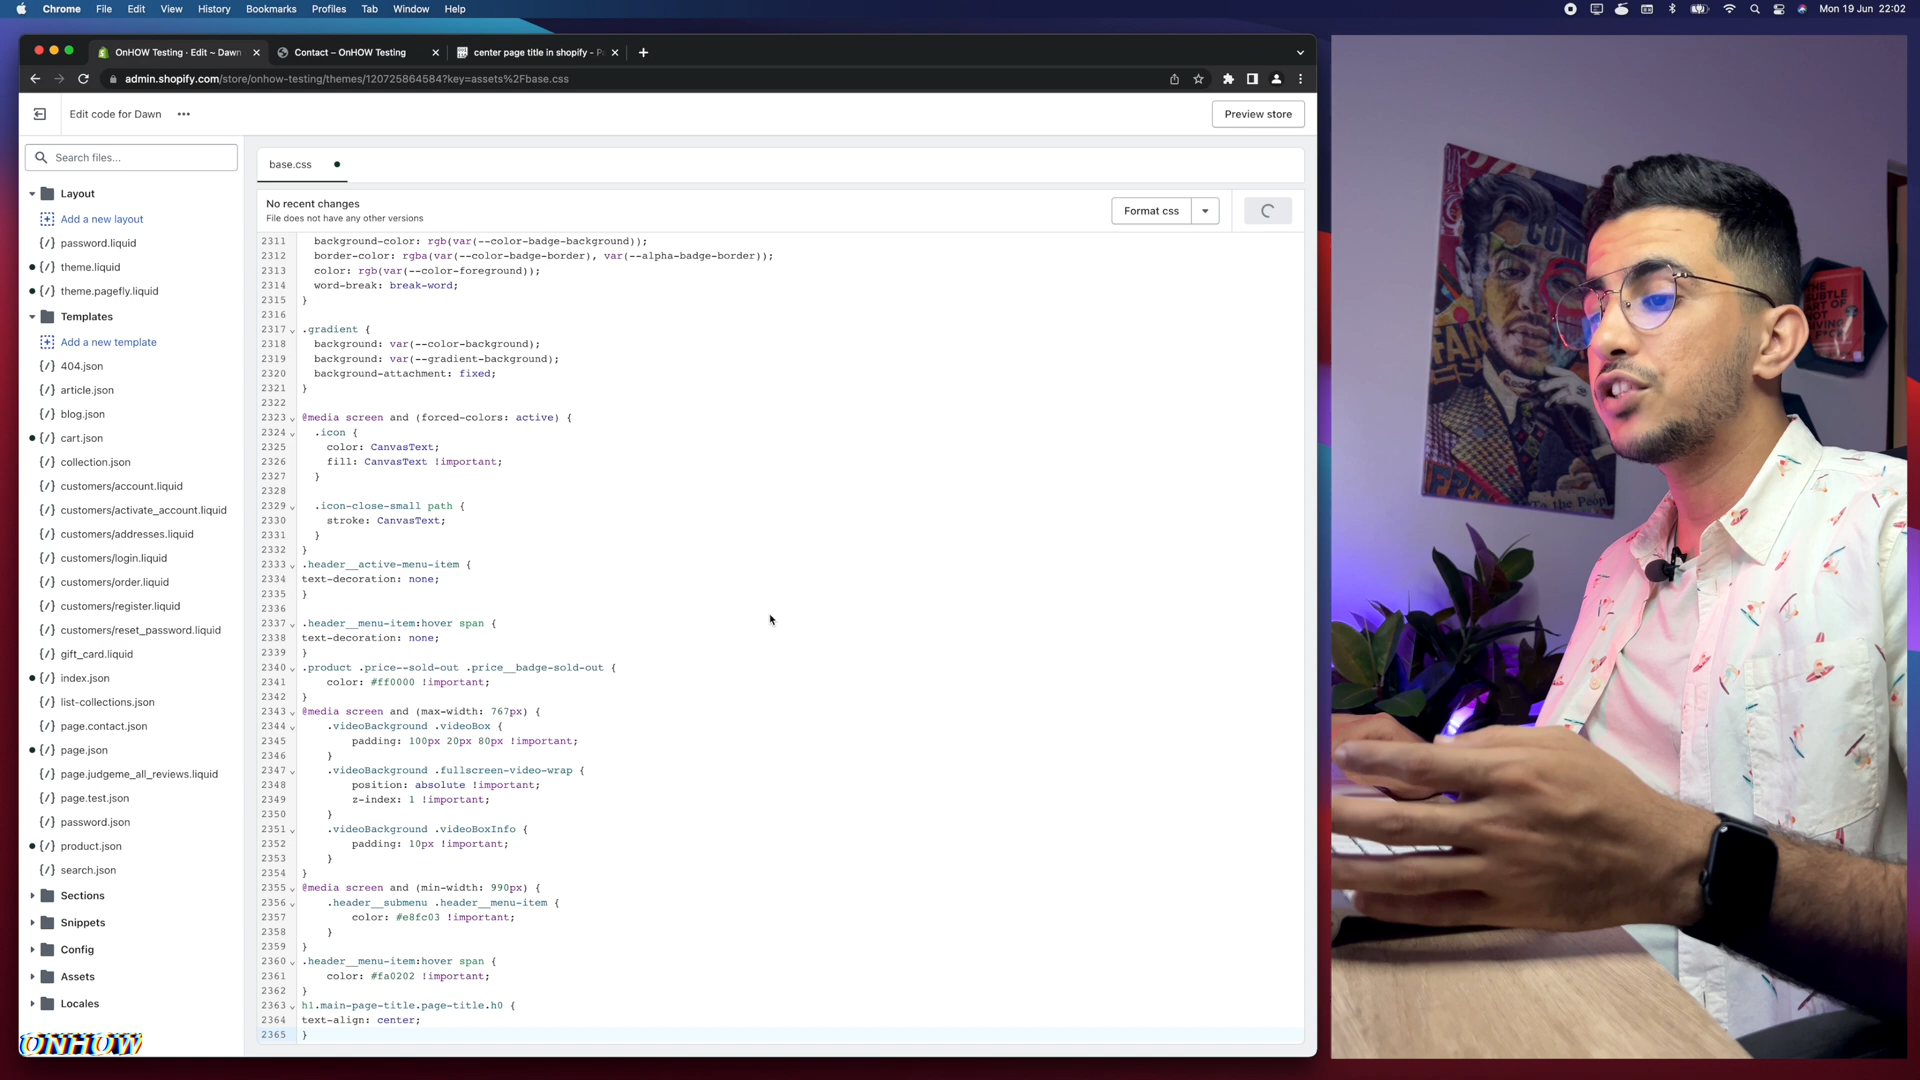 Chrome File Edit View History Bookmarks Profiles Tab Window Help
Mon 19 Jun 22:02
OnHOW Testing · Edit ~ Dawn
Contact – OnHOW Testing
center page title in shopify -
admin.shopify.com/store/onhow-testing/themes/120725864584?key=assets%2Fbase.css
Edit code for Dawn
Preview store
Search files...
Layout
Add a new layout
{/} password.liquid
{/} theme.liquid
{/} theme.pagefly.liquid
Templates
Add a new template
{/} 404.json
{/} article.json
{/} blog.json
{/} cart.json
{/} collection.json
{/} customers/account.liquid
{/} customers/activate_account.liquid
{/} customers/addresses.liquid
{/} customers/login.liquid
{/} customers/order.liquid
{/} customers/register.liquid
{/} customers/reset_password.liquid
{/} gift_card.liquid
{/} index.json
{/} list-collections.json
{/} page.contact.json
{/} page.json
{/} page.judgeme_all_reviews.liquid
{/} page.test.json
{/} password.json
{/} product.json
{/} search.json
Sections
Snippets
Config
Assets
Locales
ONHOW
base.css
No recent changes
File does not have any other versions
Format css
2311 background-color: rgb(var(--color-badge-background));
2312 border-color: rgba(var(--color-badge-border), var(--alpha-badge-border));
2313 color: rgb(var(--color-foreground));
2314 word-break: break-word;
2315 }
2316
2317 .gradient {
2318 background: var(--color-background);
2319 background: var(--gradient-background);
2320 background-attachment: fixed;
2321 }
2322
2323 @media screen and (forced-colors: active) {
2324 .icon {
2325 color: CanvasText;
2326 fill: CanvasText !important;
2327 }
2328
2329 .icon-close-small path {
2330 stroke: CanvasText;
2331 }
2332 }
2333 .header__active-menu-item {
2334 text-decoration: none;
2335 }
2336
2337 .header__menu-item:hover span {
2338 text-decoration: none;
2339 }
2340 .product .price--sold-out .price__badge-sold-out {
2341 color: #ff0000 !important;
2342 }
2343 @media screen and (max-width: 767px) {
2344 .videoBackground .videoBox {
2345 padding: 100px 20px 80px !important;
2346 }
2347 .videoBackground .fullscreen-video-wrap {
2348 position: absolute !important;
2349 z-index: 1 !important;
2350 }
2351 .videoBackground .videoBoxInfo {
2352 padding: 10px !important;
2353 }
2354 }
2355 @media screen and (min-width: 990px) {
2356 .header__submenu .header__menu-item {
2357 color: #e8fc03 !important;
2358 }
2359 }
2360 .header__menu-item:hover span {
2361 color: #fa0202 !important;
2362 }
2363 h1.main-page-title.page-title.h0 {
2364 text-align: center;
2365 }
THE
SUBTLE
ART OF
NOT
GIVING
to the People